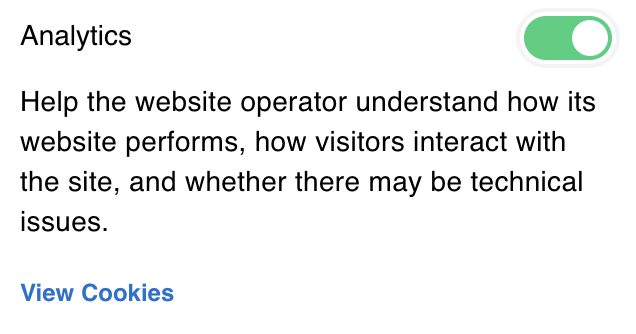 Analytics
Help the website operator understand how its
website performs, how visitors interact with
the site, and whether there may be technical
issues.
View Cookies